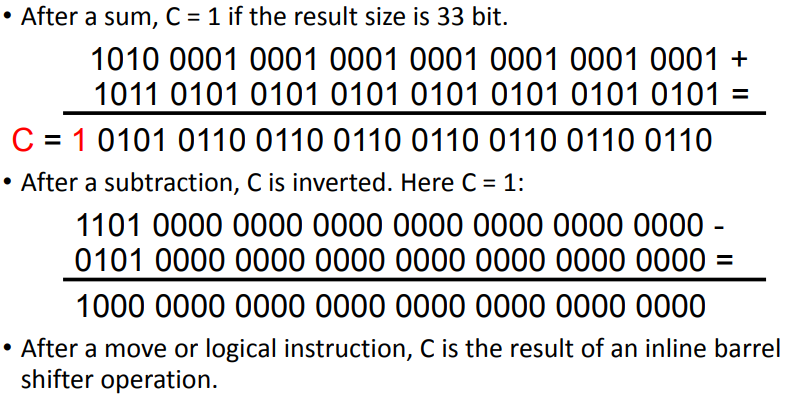 • After a sum, C = 1 if the result size is 33 bit.
1010 0001 0001 0001 0001 0001 0001 0001 +
1011 0101 0101 0101 0101 0101 0101 0101 =
C = 1 0101 0110 0110 0110 0110 0110 0110 0110
• After a subtraction, C is inverted. Here C = 1:
1101 0000 0000 0000 0000 0000 0000 0000 -
0101 0000 0000 0000 0000 0000 0000 0000 =
1000 0000 0000 0000 0000 0000 0000 0000
• After a move or logical instruction, C is the result of an inline barrel
shifter operation.